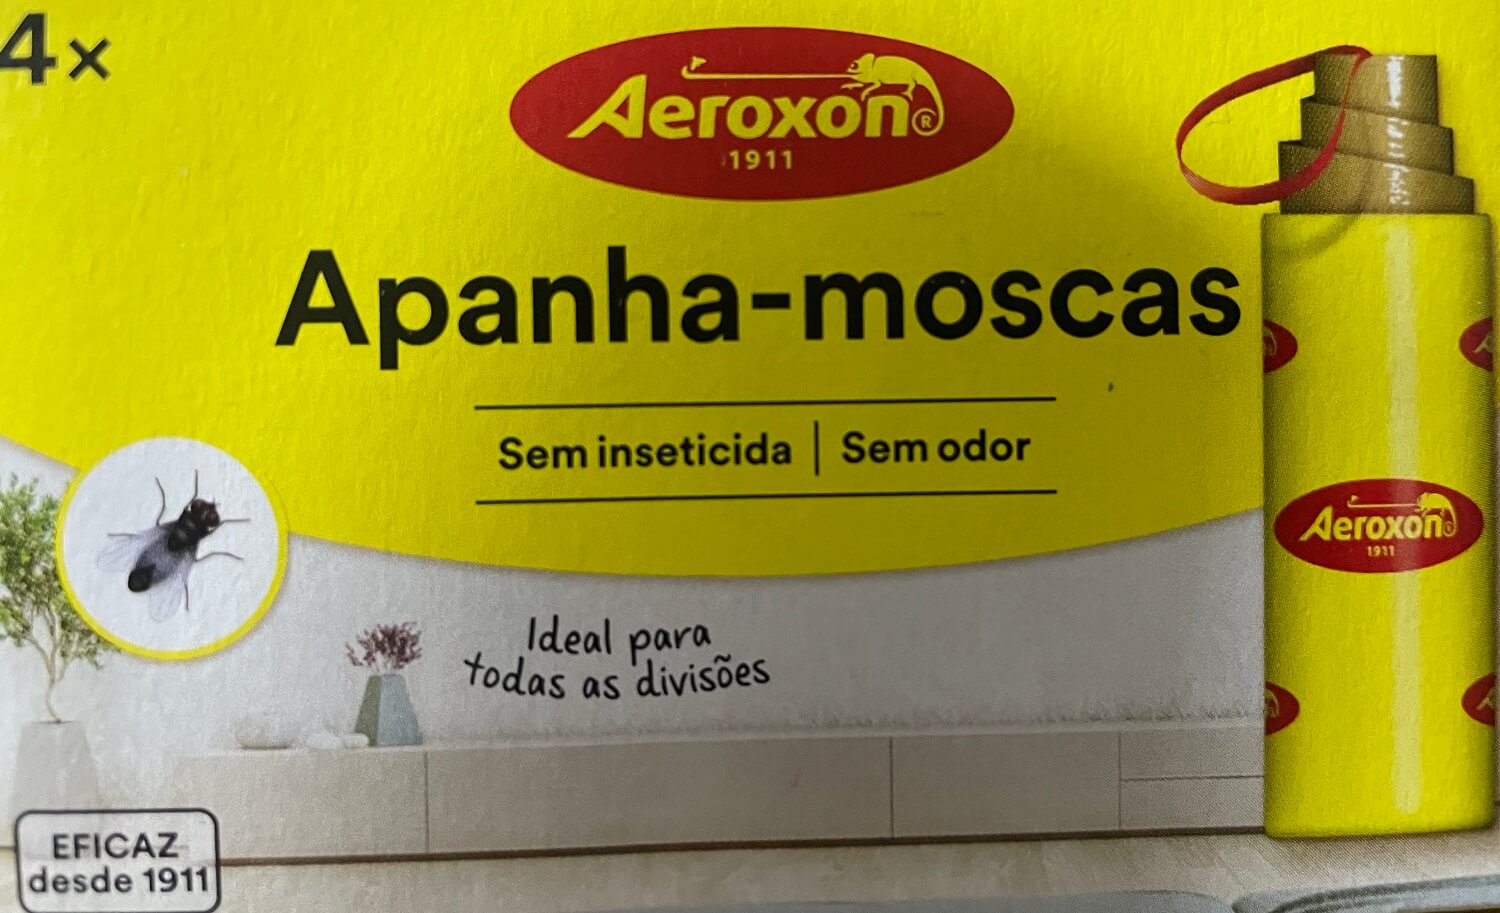 4x
Aeroxon®
1911
Apanha-moscas
Sem inseticida | Sem odor
Aeroxon®
1911
Ideal para
todas as divisões
EFICAZ
desde 1911